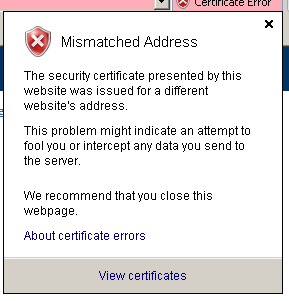 Certificate Error
Mismatched Address
The security certificate presented by this
website was issued for a different
website's address.
This problem might indicate an attempt to
fool you or intercept any data you send to
the server.
We recommend that you close this
webpage.
About certificate errors
View certificates